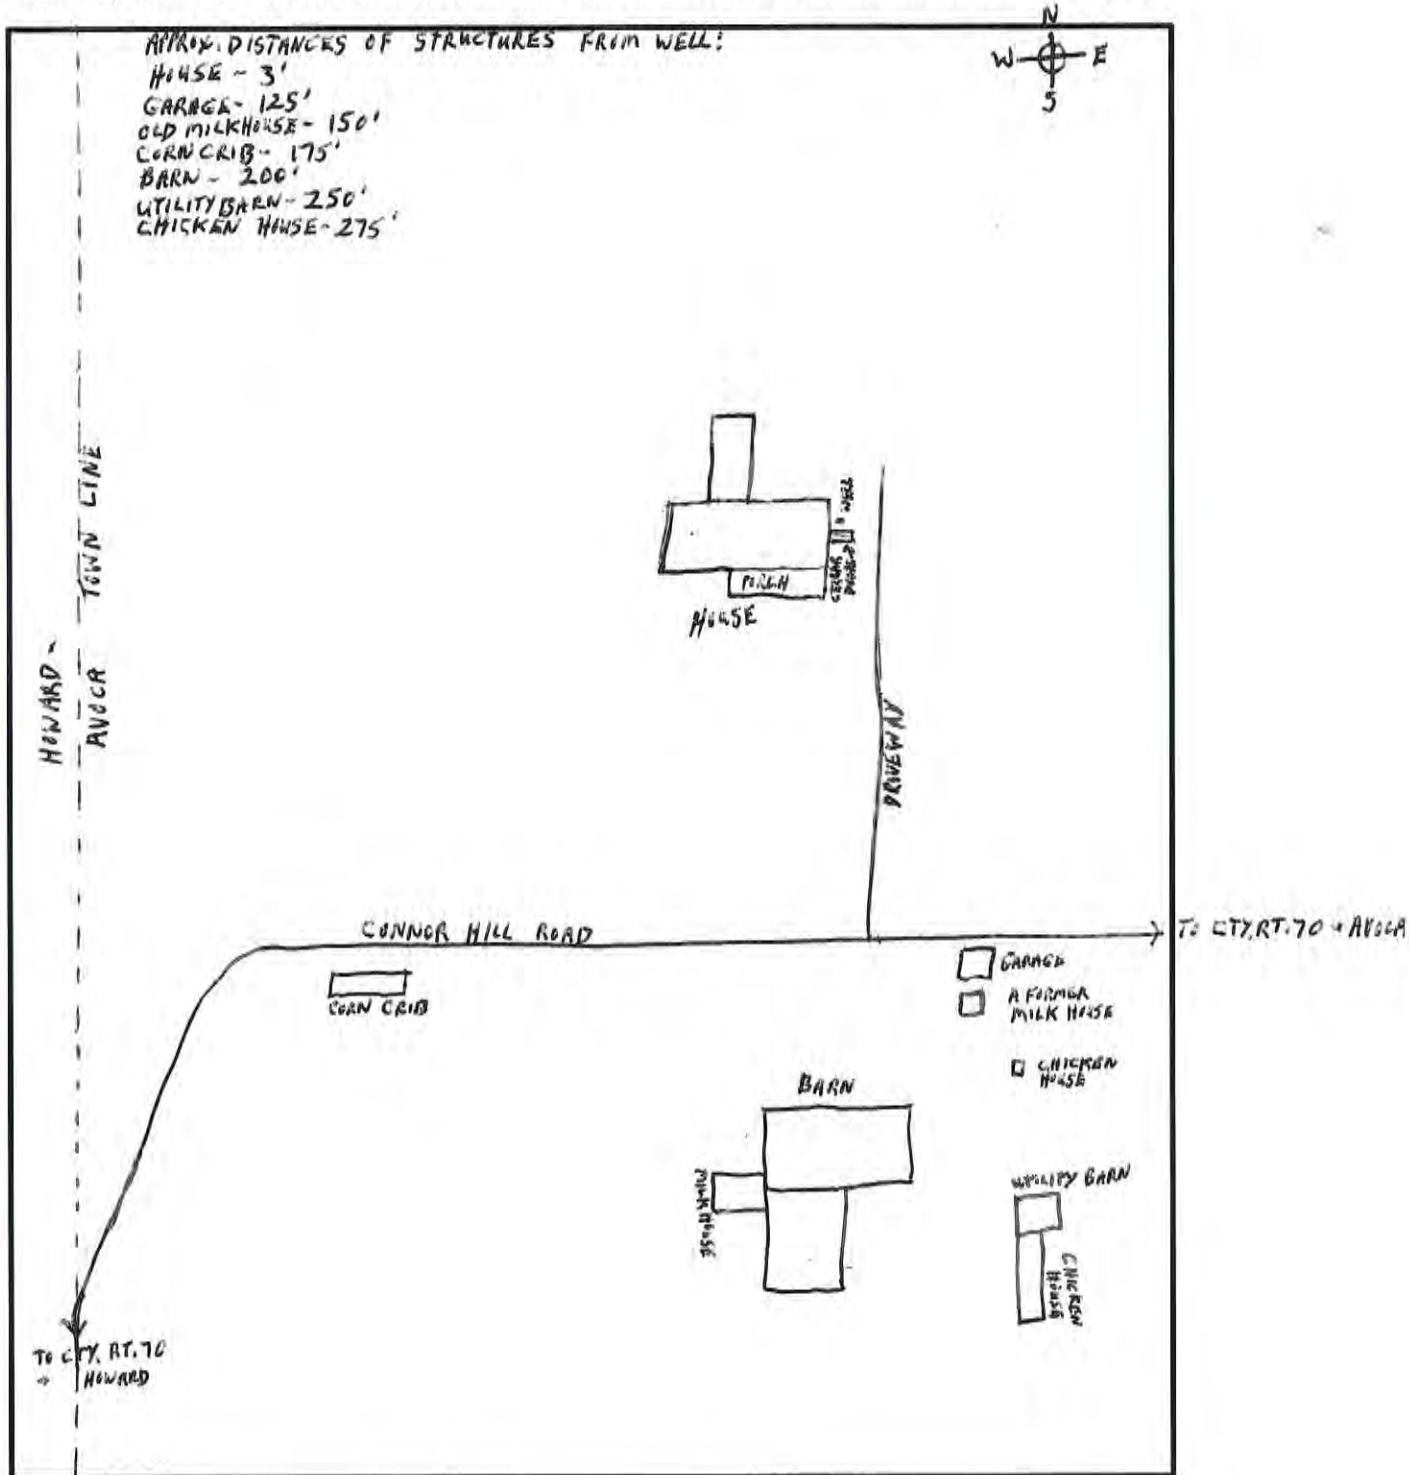 APPROX. DISTANCES OF STRUCTURES FROM WELL:
HOUSE - 3'
GARAGE - 125'
OLD MILKHOUSE - 150'
CORN CRIB - 175'
BARN - 200'
UTILITY BARN - 250'
CHICKEN HOUSE - 275'
N
W
E
S
HOWARD -
AVOCA TOWN LINE
WELL
CELLAR
DOORS
PORCH
HOUSE
DRIVEWAY
CONNOR HILL ROAD
TO CTY. RT. 70 + AVOCA
CORN CRIB
GARAGE
A FORMER
MILK HOUSE
CHICKEN
HOUSE
BARN
MILK HOUSE
UTILITY BARN
CHICKEN
HOUSE
TO CTY. RT. 70
+ HOWARD